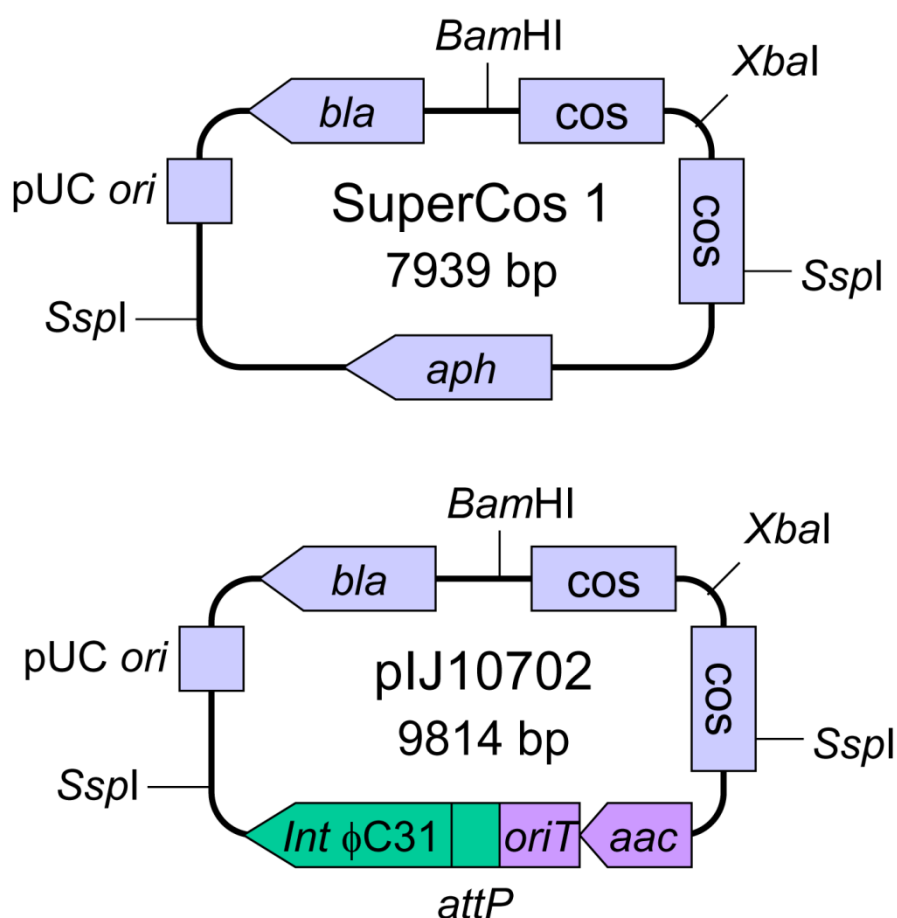 BamHI
XbaI
bla
cos
pUC ori
SuperCos 1
cos
7939 bp
SspI
SspI
aph
BamHI
XbaI
bla
cos
pUC ori
pIJ10702
cos
9814 bp
SspI
SspI
Int ϕC31
oriT
aac
attP